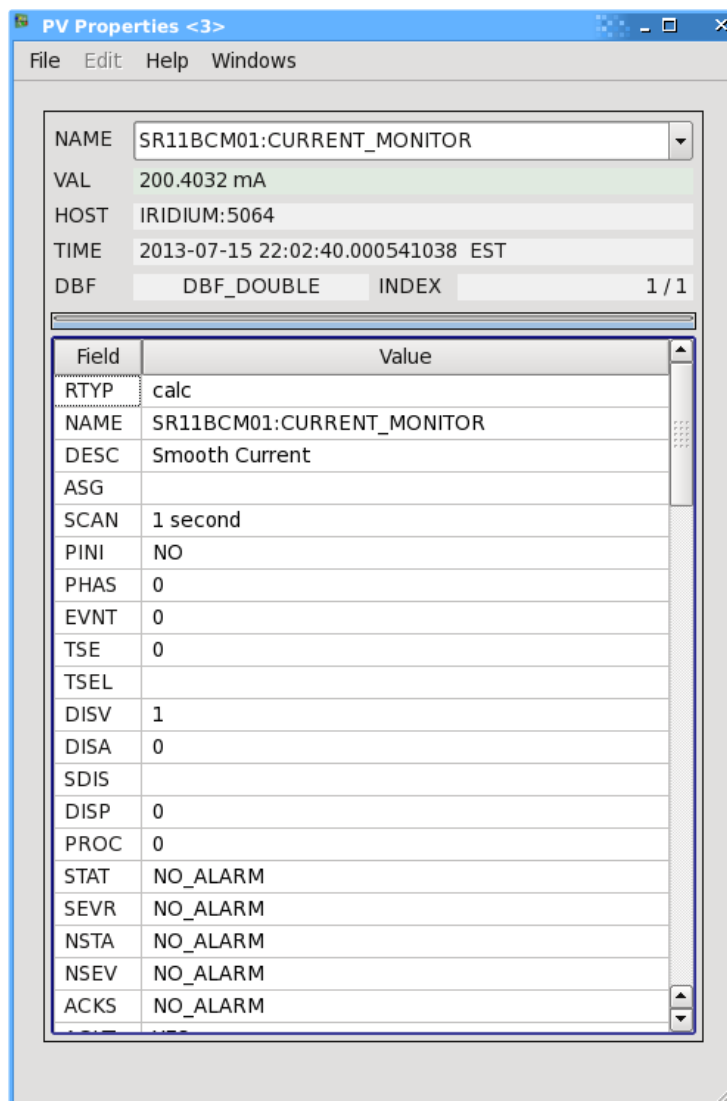 PV Properties <3>
File Edit Help Windows
NAME SR11BCM01:CURRENT_MONITOR
VAL 200.4032 mA
HOST IRIDIUM:5064
TIME 2013-07-15 22:02:40.000541038 EST
DBF DBF_DOUBLE INDEX 1 / 1
Field Value
RTYP calc
NAME SR11BCM01:CURRENT_MONITOR
DESC Smooth Current
ASG
SCAN 1 second
PINI NO
PHAS 0
EVNT 0
TSE 0
TSEL
DISV 1
DISA 0
SDIS
DISP 0
PROC 0
STAT NO_ALARM
SEVR NO_ALARM
NSTA NO_ALARM
NSEV NO_ALARM
ACKS NO_ALARM